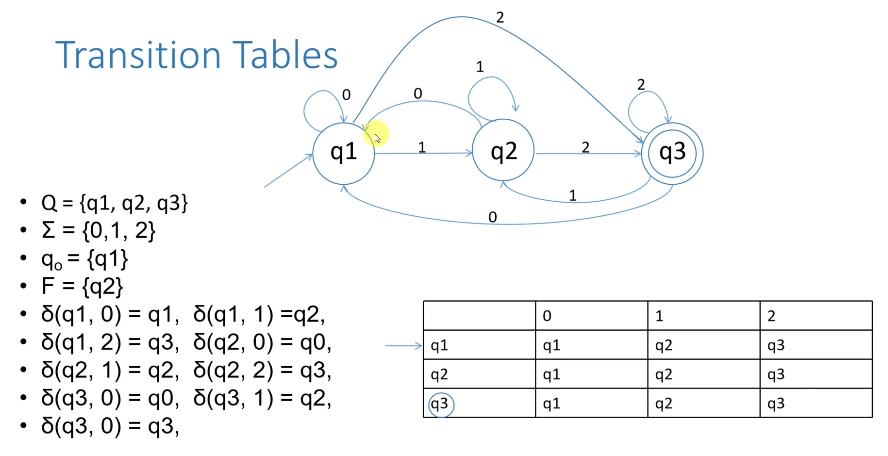 Transition Tables
2
0
0
1
2
q1
1
q2
2
q3
1
0
• Q = {q1, q2, q3}
• Σ = {0,1, 2}
• qo = {q1}
• F = {q2}
• δ(q1, 0) = q1, δ(q1, 1) =q2,
• δ(q1, 2) = q3, δ(q2, 0) = q0,
• δ(q2, 1) = q2, δ(q2, 2) = q3,
• δ(q3, 0) = q0, δ(q3, 1) = q2,
• δ(q3, 0) = q3,
0 1 2
q1 q1 q2 q3
q2 q1 q2 q3
q3 q1 q2 q3